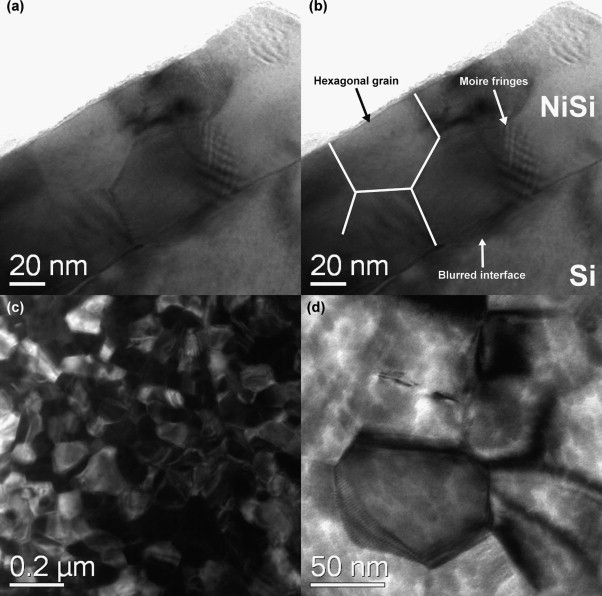 (a)
20 nm
(b)
Hexagonal grain
Moire fringes
NiSi
20 nm
Blurred interface
Si
(c)
0.2 µm
(d)
50 nm